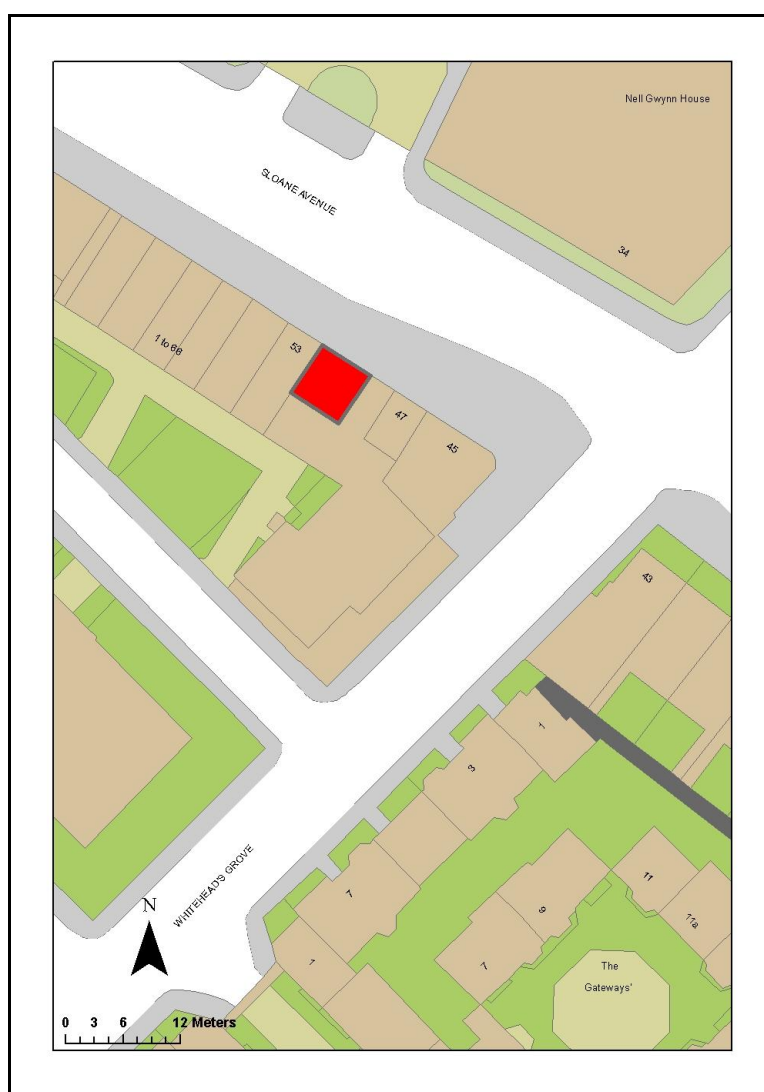 Nell Gwynn House
SLOANE AVENUE
34
1 to 66
53
47
45
43
1
3
7
WHITEHEAD'S GROVE
11
9
11a
7
1
The
Gateways'
N
0 3 6 12 Meters